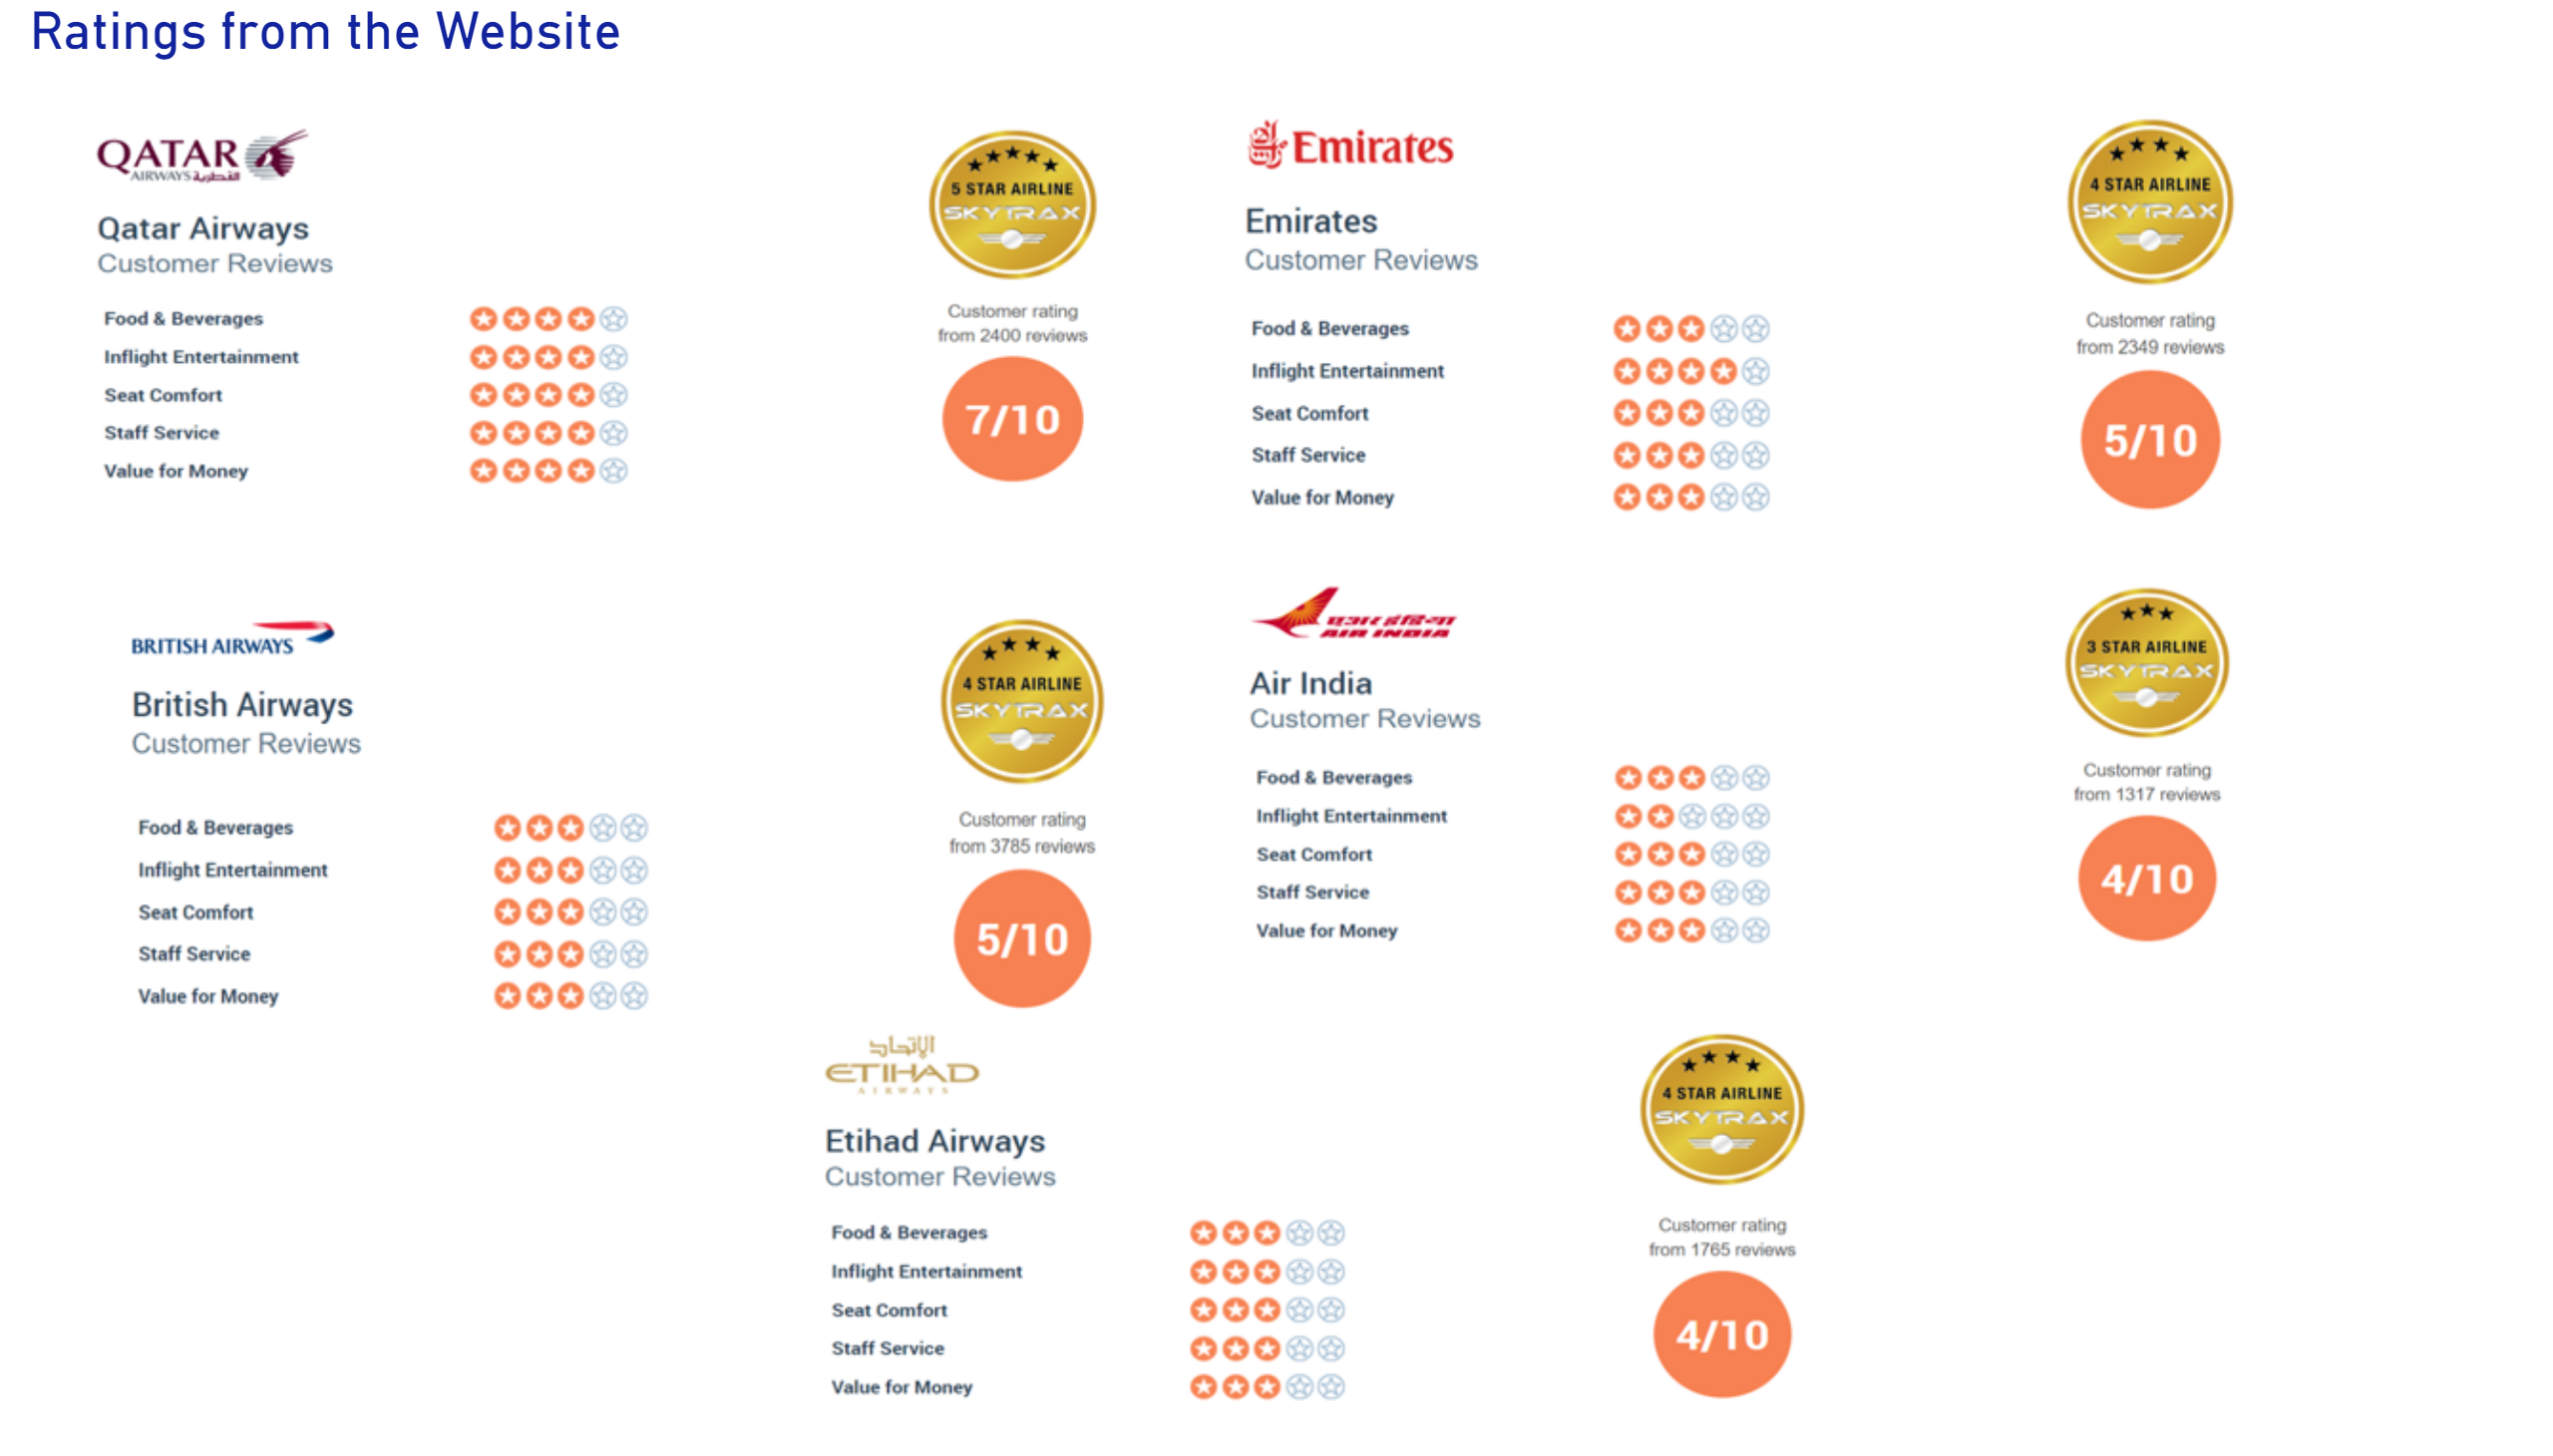 Ratings from the Website
QATAR
AIRWAYS القطرية
Qatar Airways
Customer Reviews
Food & Beverages
Inflight Entertainment
Seat Comfort
Staff Service
Value for Money
5 STAR AIRLINE
SKYTRAX
Customer rating
from 2400 reviews
7/10
Emirates
Emirates
Customer Reviews
Food & Beverages
Inflight Entertainment
Seat Comfort
Staff Service
Value for Money
4 STAR AIRLINE
SKYTRAX
Customer rating
from 2349 reviews
5/10
BRITISH AIRWAYS
British Airways
Customer Reviews
Food & Beverages
Inflight Entertainment
Seat Comfort
Staff Service
Value for Money
4 STAR AIRLINE
SKYTRAX
Customer rating
from 3785 reviews
5/10
एअर इंडिया
AIR INDIA
Air India
Customer Reviews
Food & Beverages
Inflight Entertainment
Seat Comfort
Staff Service
Value for Money
3 STAR AIRLINE
SKYTRAX
Customer rating
from 1317 reviews
4/10
الإتحاد
ETIHAD
AIRWAYS
Etihad Airways
Customer Reviews
Food & Beverages
Inflight Entertainment
Seat Comfort
Staff Service
Value for Money
4 STAR AIRLINE
SKYTRAX
Customer rating
from 1765 reviews
4/10